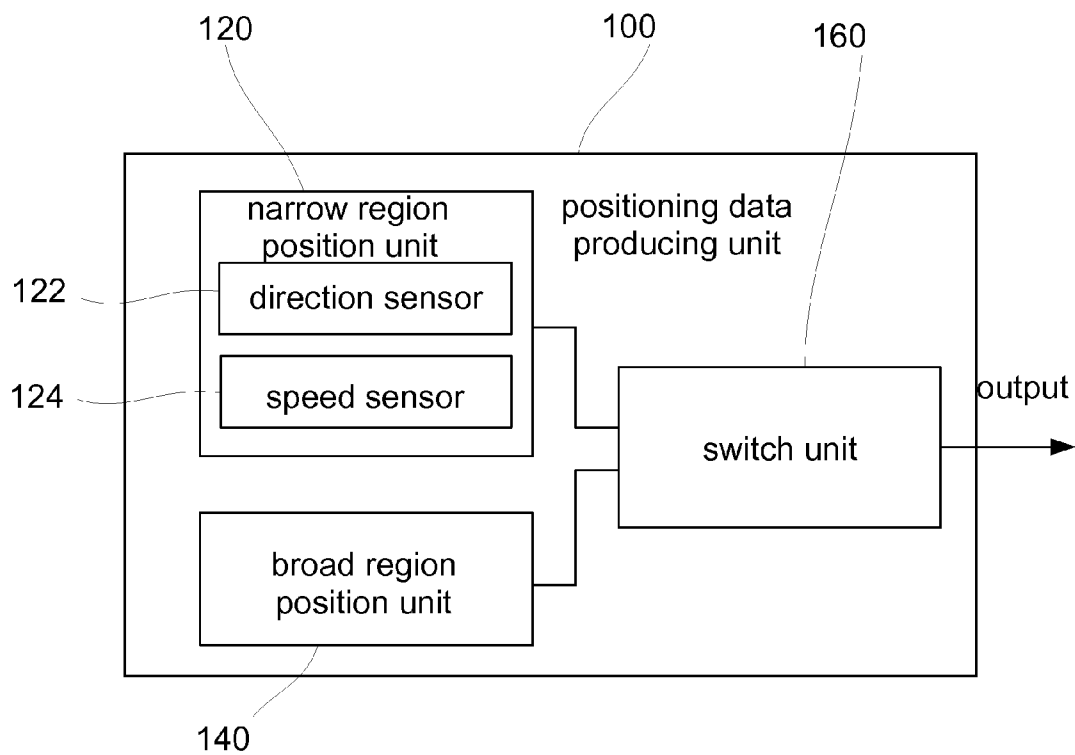 120
100
160
narrow region
position unit
positioning data
producing unit
122
direction sensor
124
speed sensor
output
switch unit
broad region
position unit
140